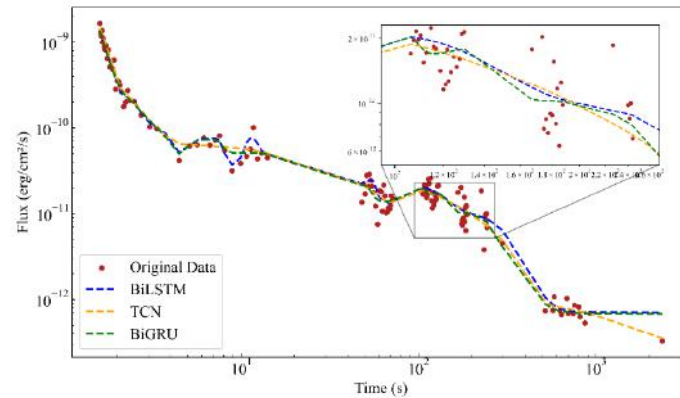 Flux (erg/cm²/s)
10⁻⁹
10⁻¹⁰
10⁻¹¹
10⁻¹²
Original Data
BiLSTM
TCN
BiGRU
10¹
10²
10³
Time (s)